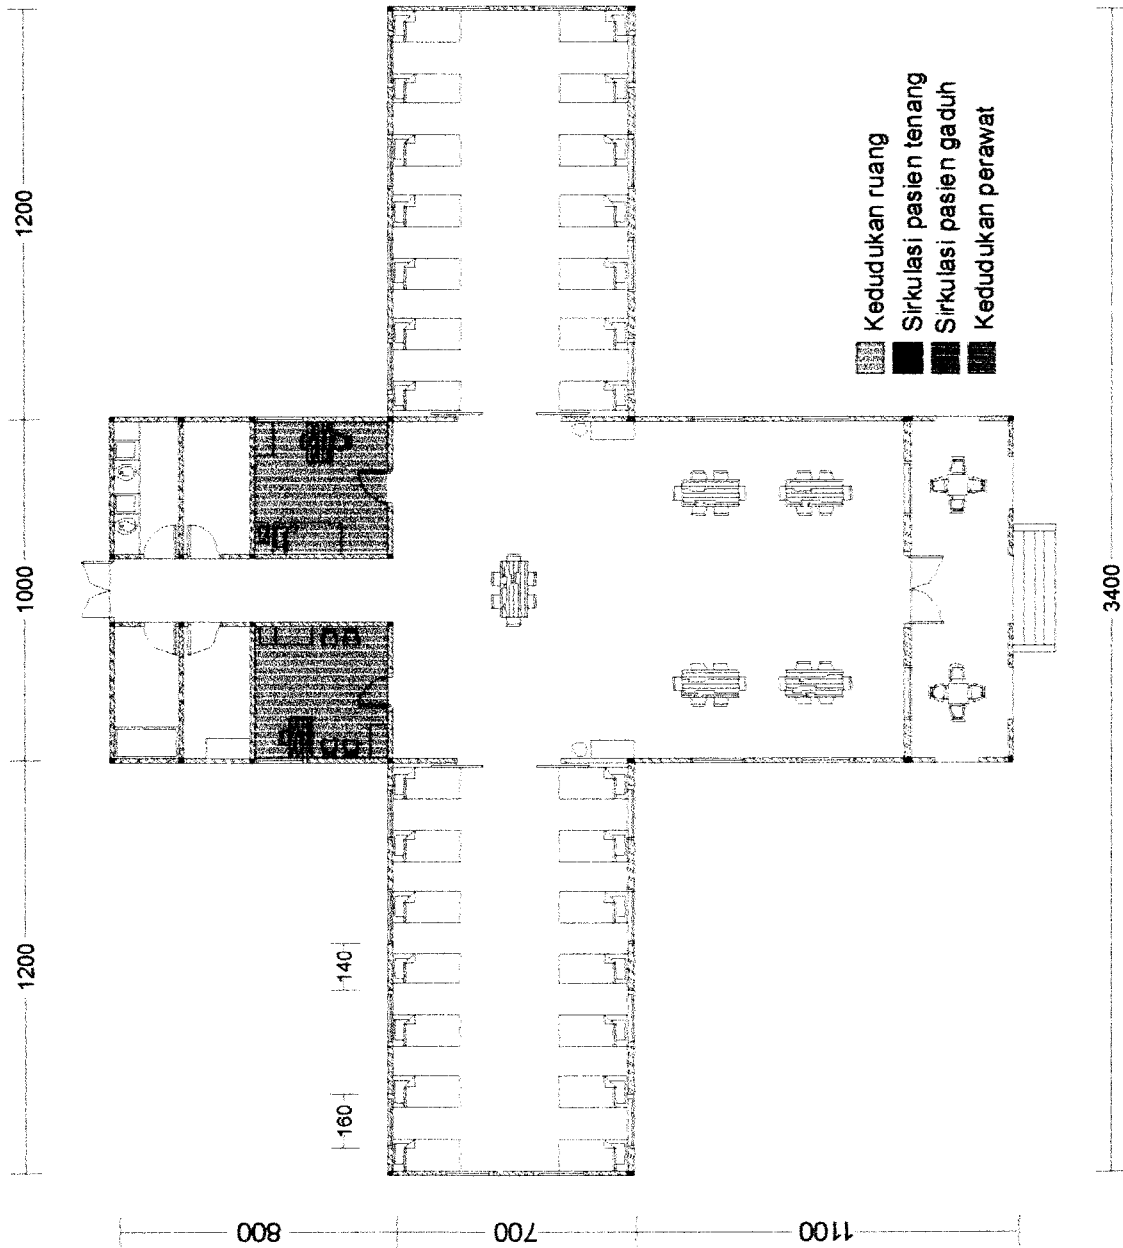 1200
1000
1200
3400
140
160
800
700
1100
Kedudukan ruang
Sirkulasi pasien tenang
Sirkulasi pasien gaduh
Kedudukan perawat